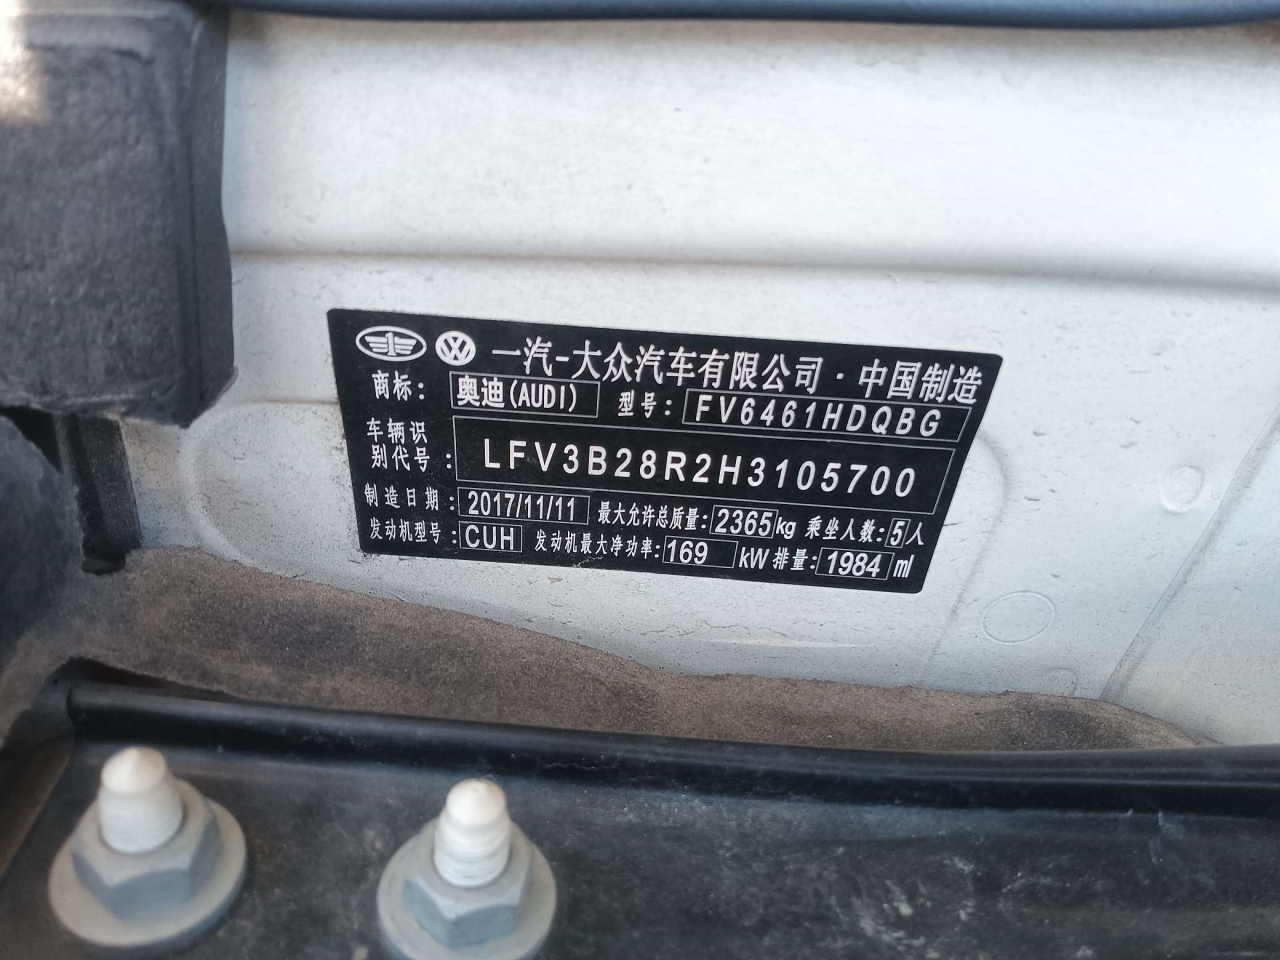 一汽-大众汽车有限公司·中国制造
商标: 奥迪(AUDI) 型号: FV6461HDQBG
车辆识别代号: LFV3B28R2H3105700
制造日期: 2017/11/11 最大允许总质量: 2365kg 乘坐人数: 5人
发动机型号: CUH 发动机最大净功率: 169 kW 排量: 1984 ml